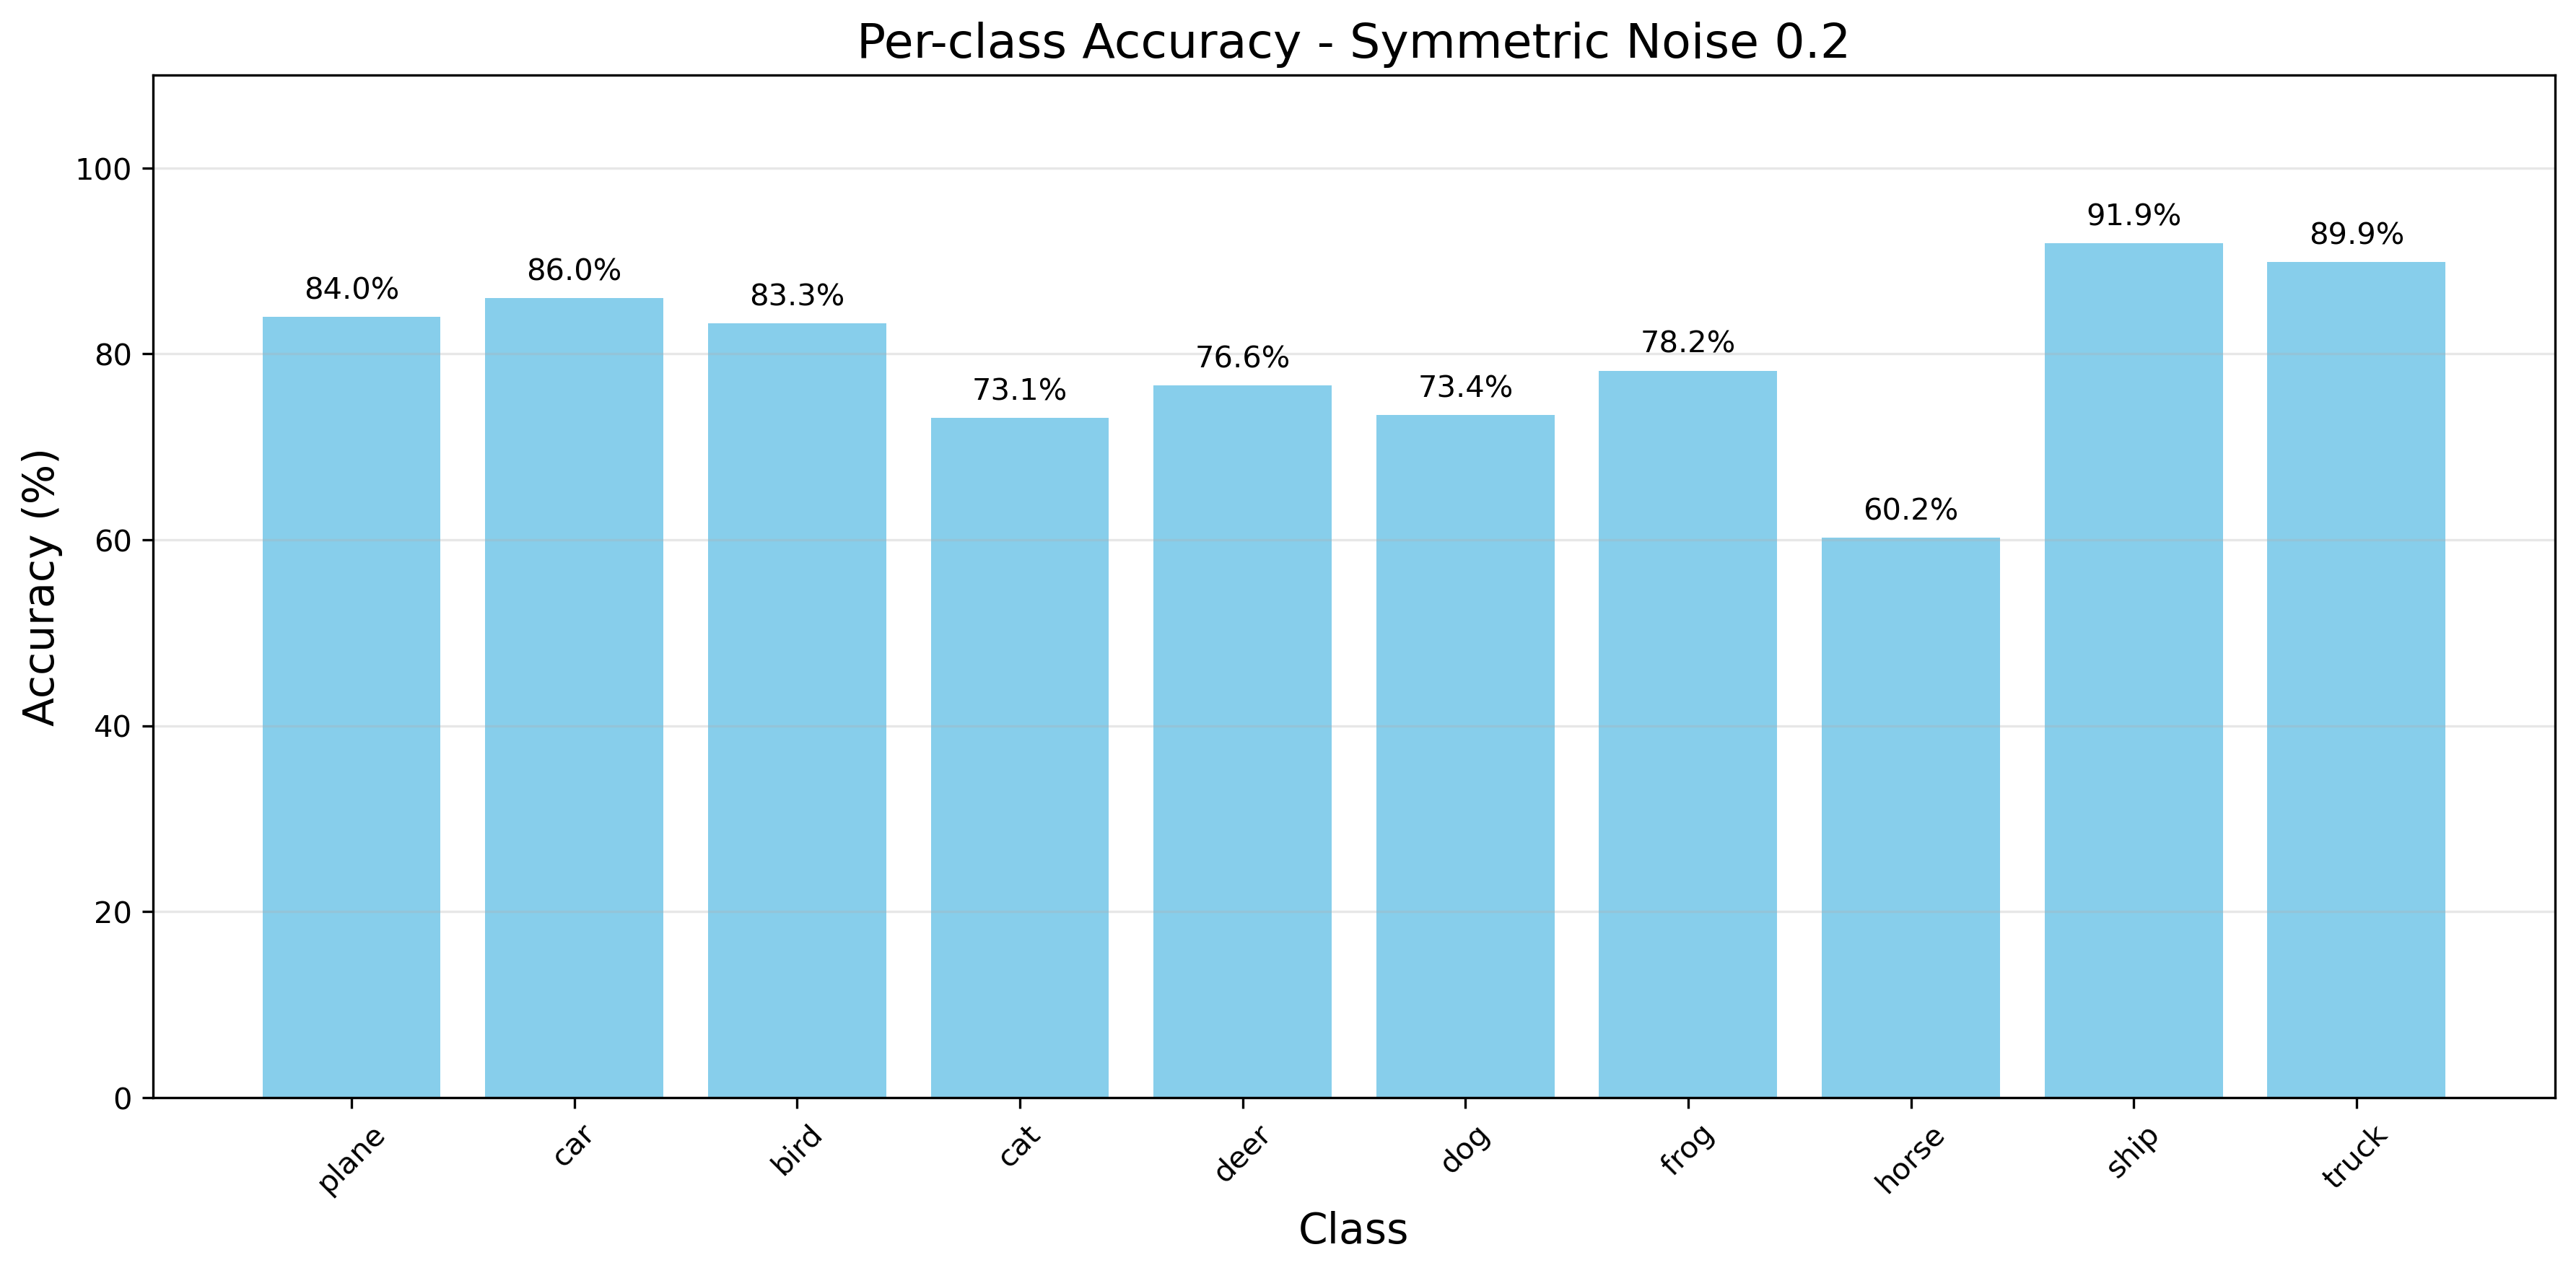 Per-class Accuracy - Symmetric Noise 0.2
Accuracy (%)
100
80
60
40
20
0
84.0%
86.0%
83.3%
73.1%
76.6%
73.4%
78.2%
60.2%
91.9%
89.9%
plane
car
bird
cat
deer
dog
frog
horse
ship
truck
Class